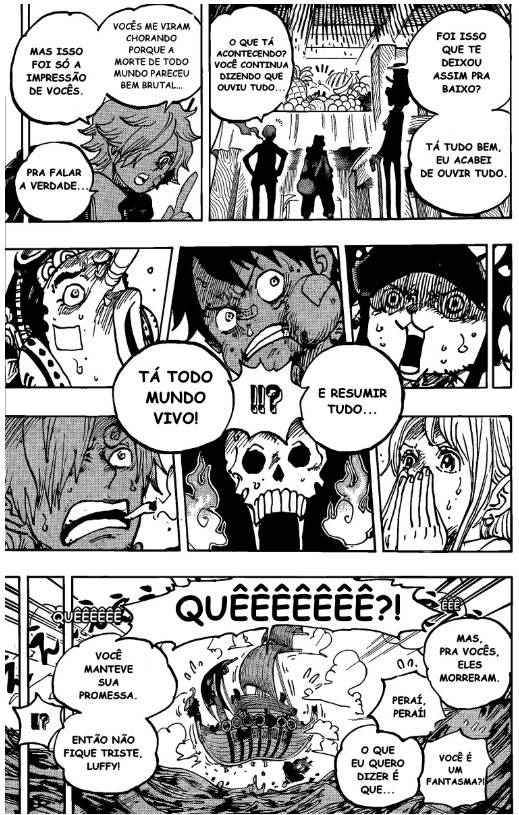 FOI ISSO
QUE TE
DEIXOU
ASSIM PRA
BAIXO?
TÁ TUDO BEM,
EU ACABEI
DE OUVIR TUDO.
O QUE TÁ
ACONTECENDO?
VOCÊ CONTINUA
DIZENDO QUE
OUVIU TUDO...
VOCÊS ME VIRAM
CHORANDO
PORQUE A
MORTE DE TODO
MUNDO PARECEU
BEM BRUTAL...
MAS ISSO
FOI SÓ A
IMPRESSÃO
DE VOCÊS.
PRA FALAR
A VERDADE...
E RESUMIR
TUDO...
TÁ TODO
MUNDO
VIVO!
!!?
QUÊÊÊÊÊÊÊ?!
ÊÊÊ
QUÊÊÊÊÊÊ
MAS,
PRA VOCÊS,
ELES
MORRERAM.
PERAÍ,
PERAÍ!
VOCÊ É
UM
FANTASMA?!
O QUE
EU QUERO
DIZER É
QUE...
VOCÊ
MANTEVE
SUA
PROMESSA.
ENTÃO NÃO
FIQUE TRISTE,
LUFFY!
!!?